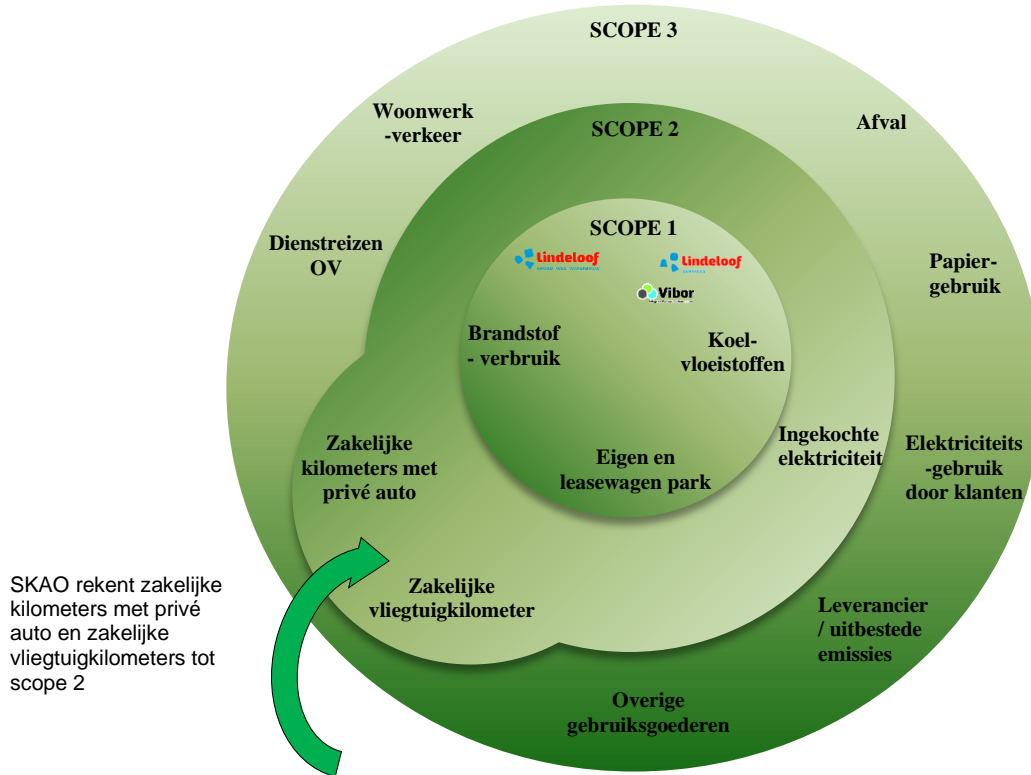 SCOPE 3
Woonwerk
-verkeer
Afval
SCOPE 2
SCOPE 1
Dienstreizen
OV
Lindeloof
Lindeloof
Vibor
Papier-
gebruik
Brandstof
- verbruik
Koel-
vloeistoffen
Zakelijke
kilometers met
privé auto
Eigen en
leasewagen park
Ingekochte
elektriciteit
Elektriciteits
-gebruik
door klanten
SKAO rekent zakelijke
kilometers met privé
auto en zakelijke
vliegtuigkilometers tot
scope 2
Zakelijke
vliegtuigkilometer
Leverancier
/ uitbestede
emissies
Overige
gebruiksgoederen